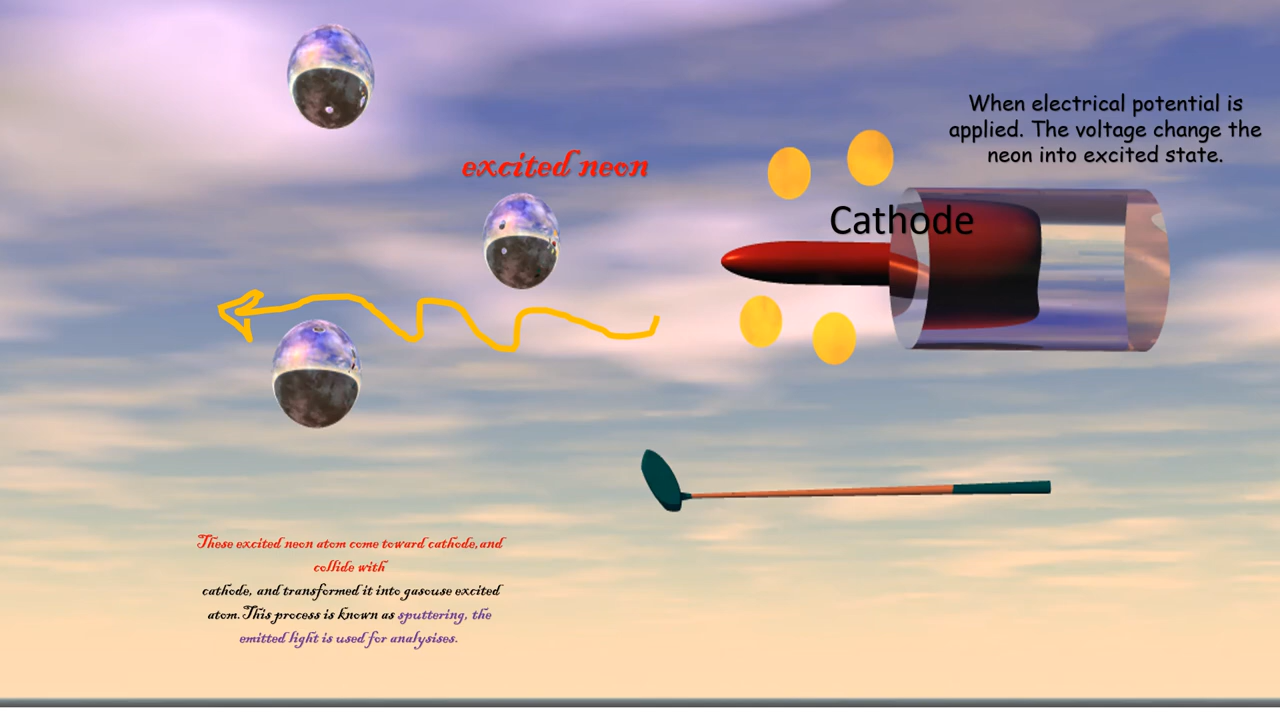 When electrical potential is
applied. The voltage change the
neon into excited state.
excited neon
Cathode
These excited neon atom come toward cathode,and
collide with
cathode, and transformed it into gasouse excited
atom.This process is known as sputtering, the
emitted light is used for analysises.